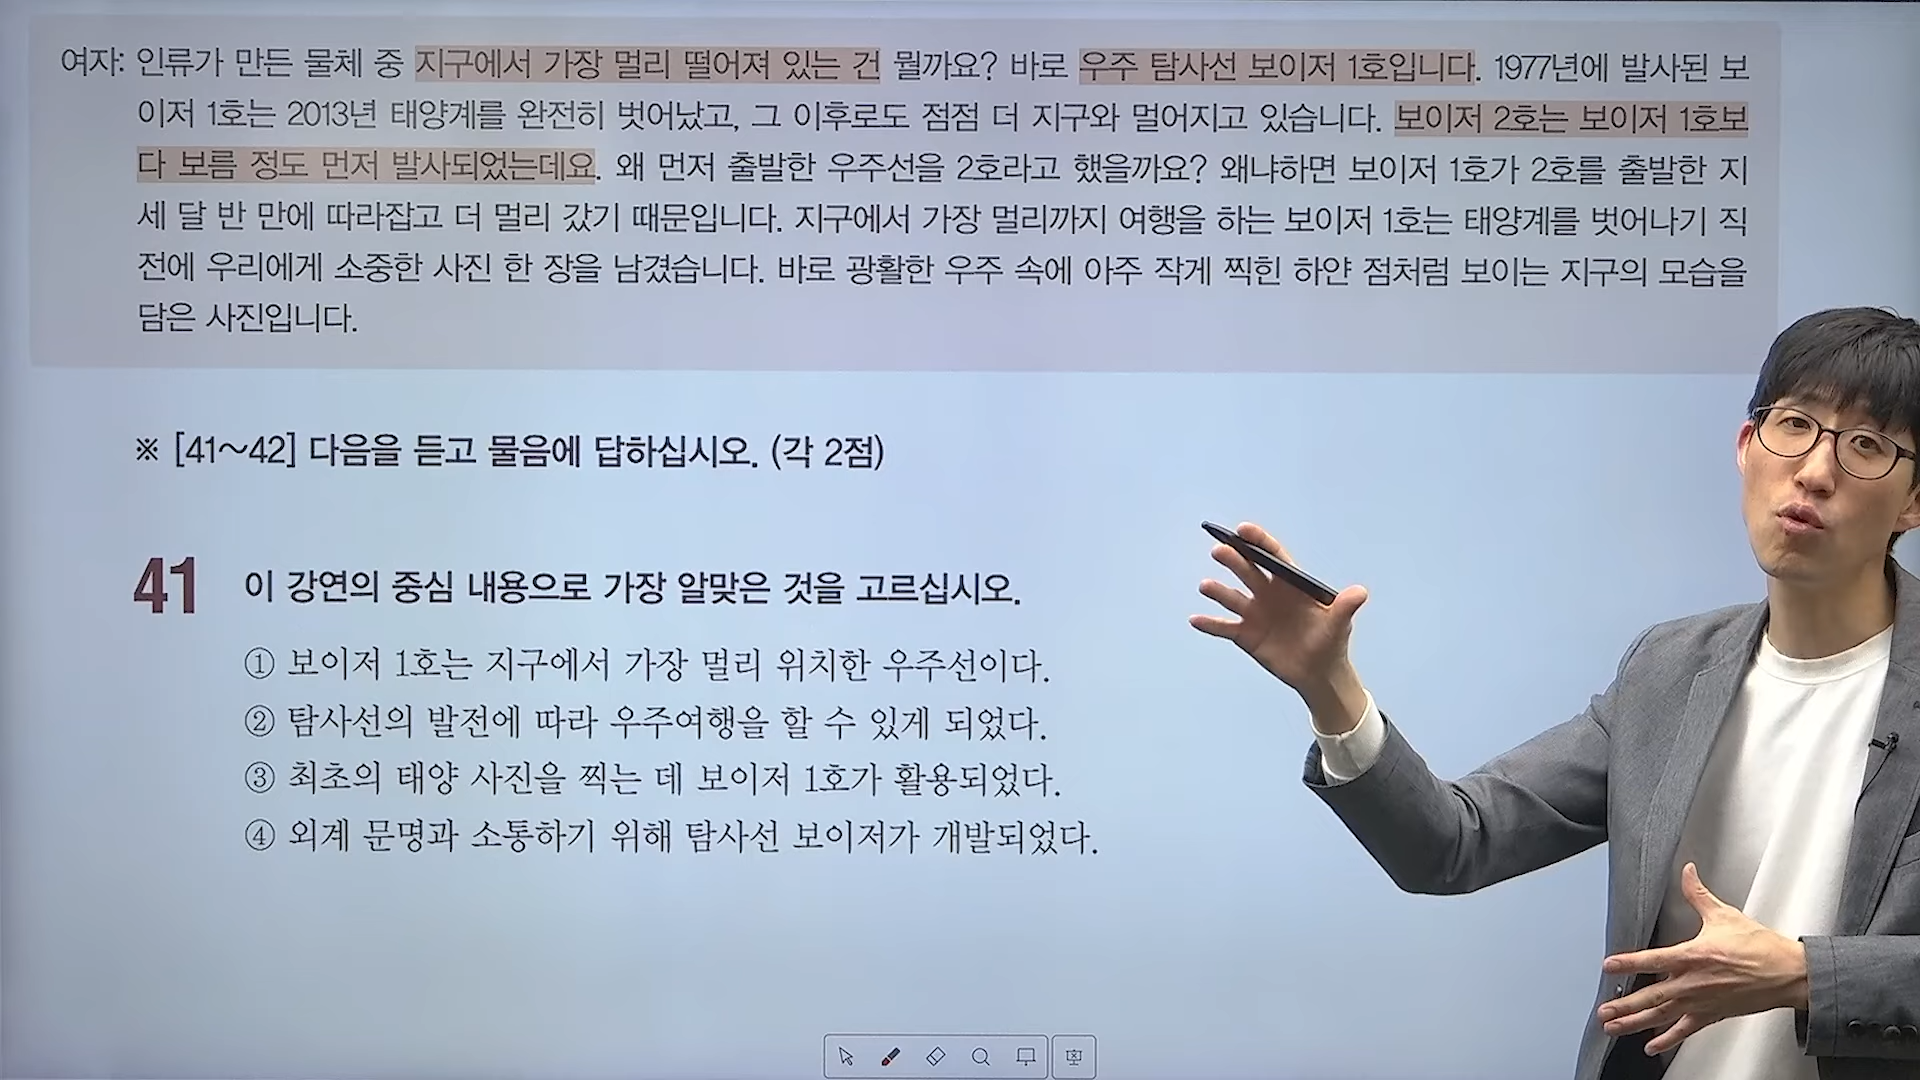 여자: 인류가 만든 물체 중 지구에서 가장 멀리 떨어져 있는 건 뭘까요? 바로 우주 탐사선 보이저 1호입니다. 1977년에 발사된 보
이저 1호는 2013년 태양계를 완전히 벗어났고, 그 이후로도 점점 더 지구와 멀어지고 있습니다. 보이저 2호는 보이저 1호보
다 보름 정도 먼저 발사되었는데요. 왜 먼저 출발한 우주선을 2호라고 했을까요? 왜냐하면 보이저 1호가 2호를 출발한 지
세 달 반 만에 따라잡고 더 멀리 갔기 때문입니다. 지구에서 가장 멀리까지 여행을 하는 보이저 1호는 태양계를 벗어나기 직
전에 우리에게 소중한 사진 한 장을 남겼습니다. 바로 광활한 우주 속에 아주 작게 찍힌 하얀 점처럼 보이는 지구의 모습을
담은 사진입니다.
※ [41~42] 다음을 듣고 물음에 답하십시오. (각 2점)
41 이 강연의 중심 내용으로 가장 알맞은 것을 고르십시오.
① 보이저 1호는 지구에서 가장 멀리 위치한 우주선이다.
② 탐사선의 발전에 따라 우주여행을 할 수 있게 되었다.
③ 최초의 태양 사진을 찍는 데 보이저 1호가 활용되었다.
④ 외계 문명과 소통하기 위해 탐사선 보이저가 개발되었다.